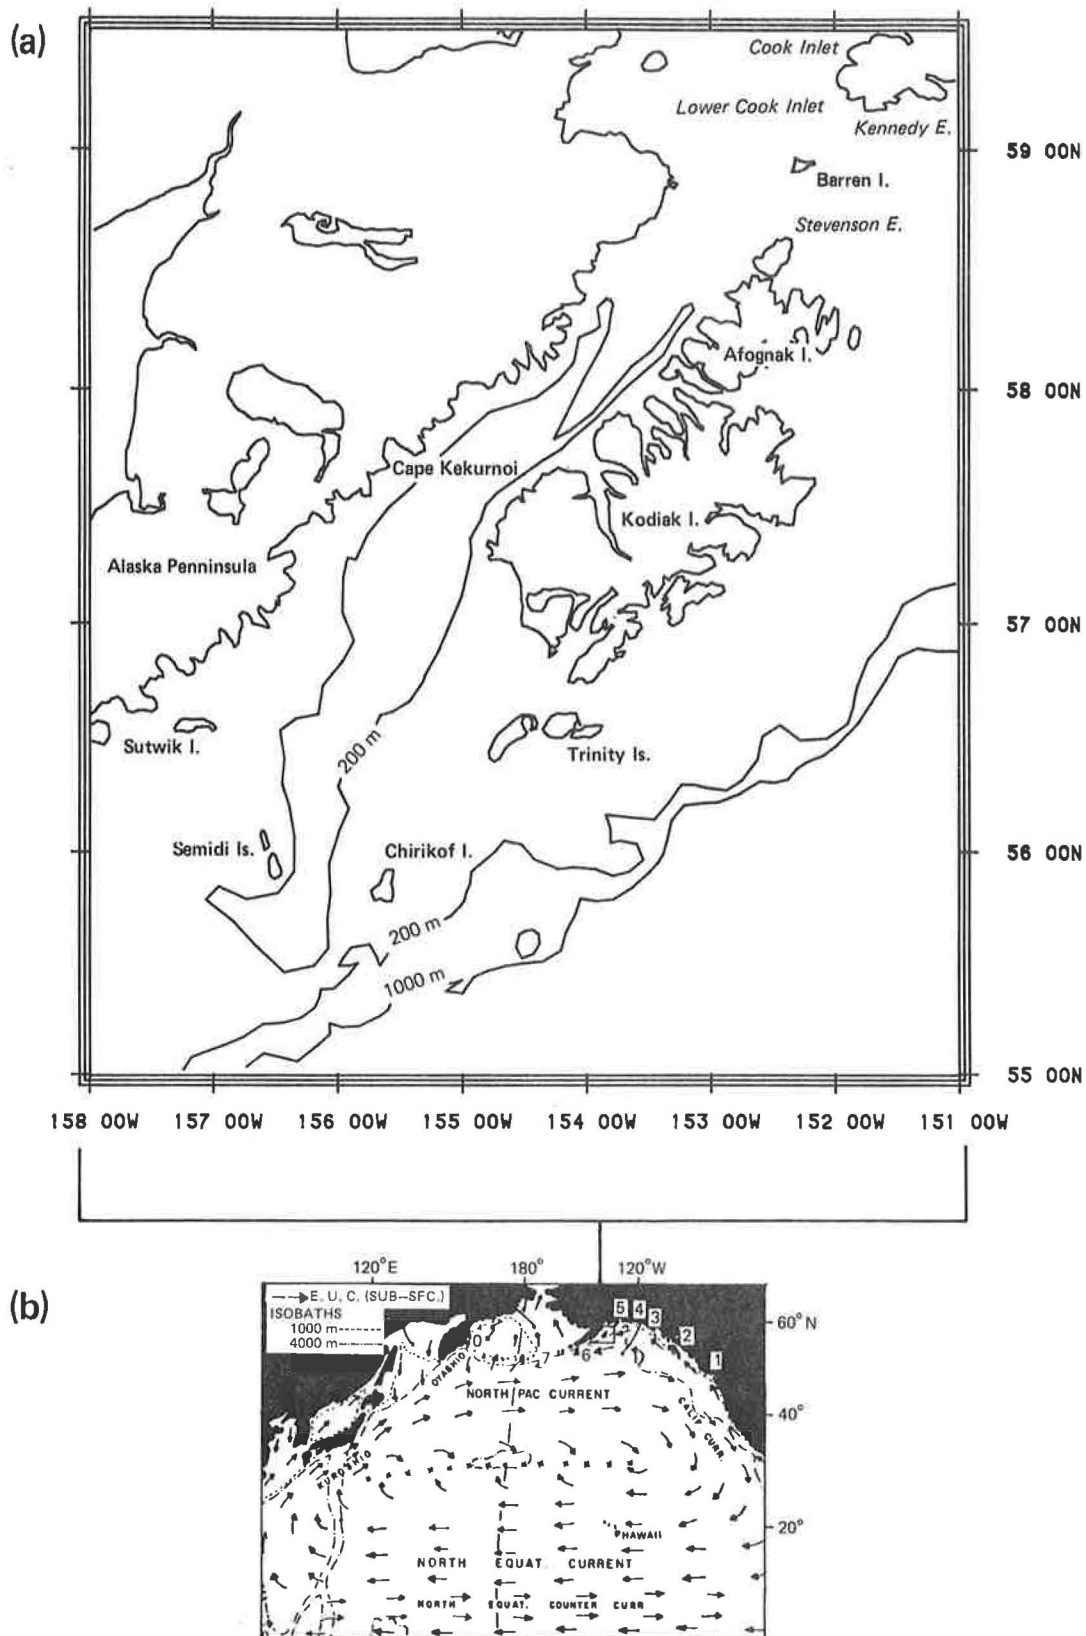 (a)
Cook Inlet
Lower Cook Inlet
Kennedy E.
59 00N
Barren I.
Stevenson E.
Afognak I.
58 00N
Cape Kekurnoi
Kodiak I.
Alaska Penninsula
57 00N
200 m
Sutwik I.
Trinity Is.
Semidi Is.
Chirikof I.
56 00N
200 m
1000 m
55 00N
158 00W 157 00W 156 00W 155 00W 154 00W 153 00W 152 00W 151 00W
120°E 180° 120°W
(b)
E. U. C. (SUB–SFC.)
ISOBATHS
1000 m
4000 m
5 4 3 2 1
60° N
0
7
6
OYASHIO
NORTH PAC CURRENT
CALIF CURR
40°
KUROSHIO
20°
HAWAII
NORTH EQUAT. CURRENT
NORTH EQUAT. COUNTER CURR